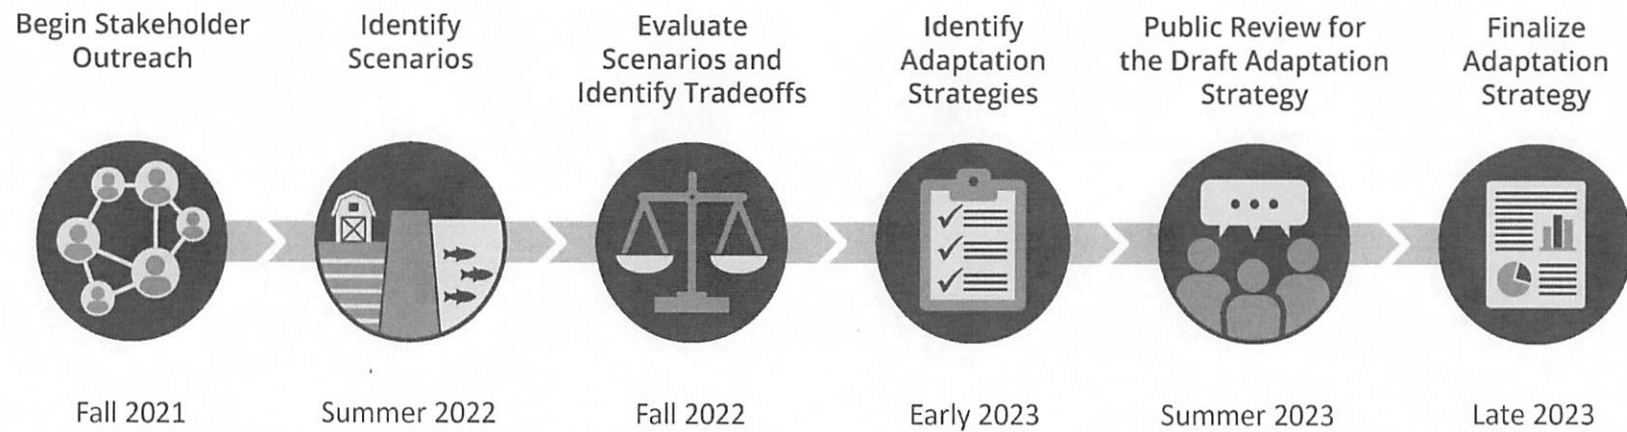 Begin Stakeholder
Outreach
Identify
Scenarios
Evaluate
Scenarios and
Identify Tradeoffs
Identify
Adaptation
Strategies
Public Review for
the Draft Adaptation
Strategy
Finalize
Adaptation
Strategy
Fall 2021
Summer 2022
Fall 2022
Early 2023
Summer 2023
Late 2023